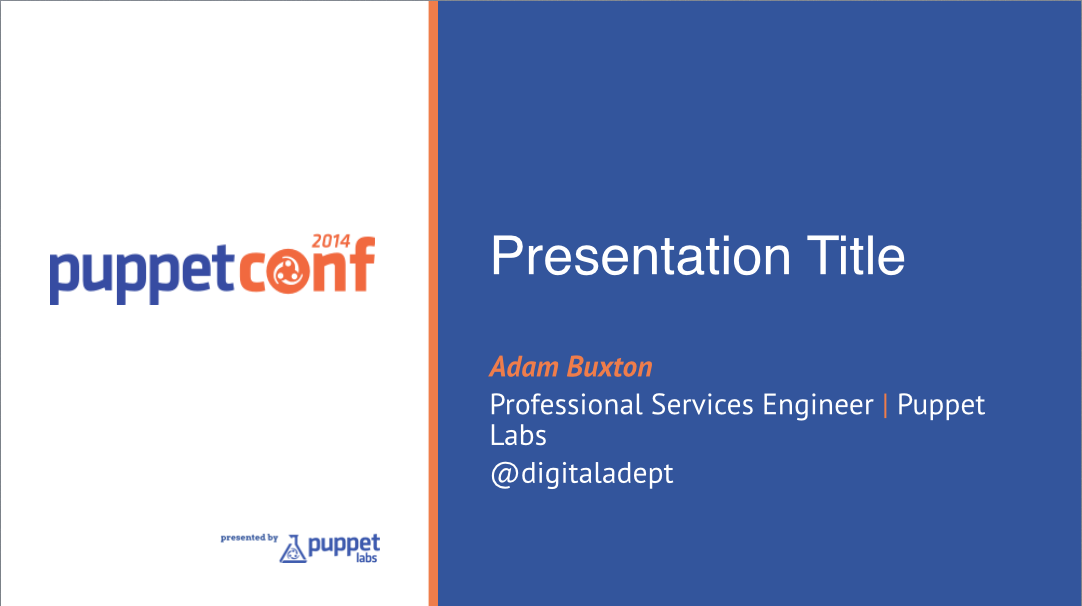 2014
puppetconf
presented by puppet
labs
Presentation Title
Adam Buxton
Professional Services Engineer | Puppet
Labs
@digitaladept